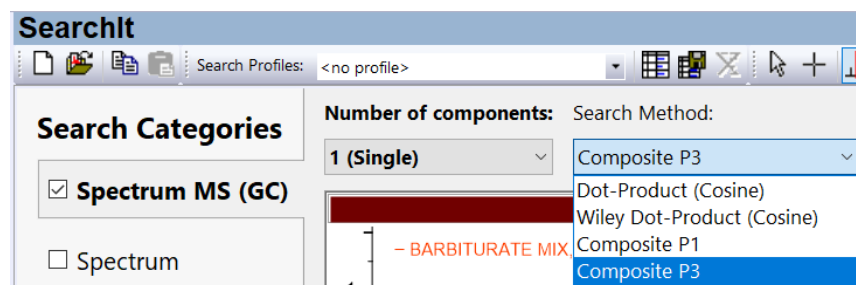 SearchIt
Search Profiles: <no profile>
Search Categories
Number of components: Search Method:
1 (Single) Composite P3
Spectrum MS (GC)
Dot-Product (Cosine)
Wiley Dot-Product (Cosine)
– BARBITURATE MIX,
Composite P1
Spectrum
Composite P3